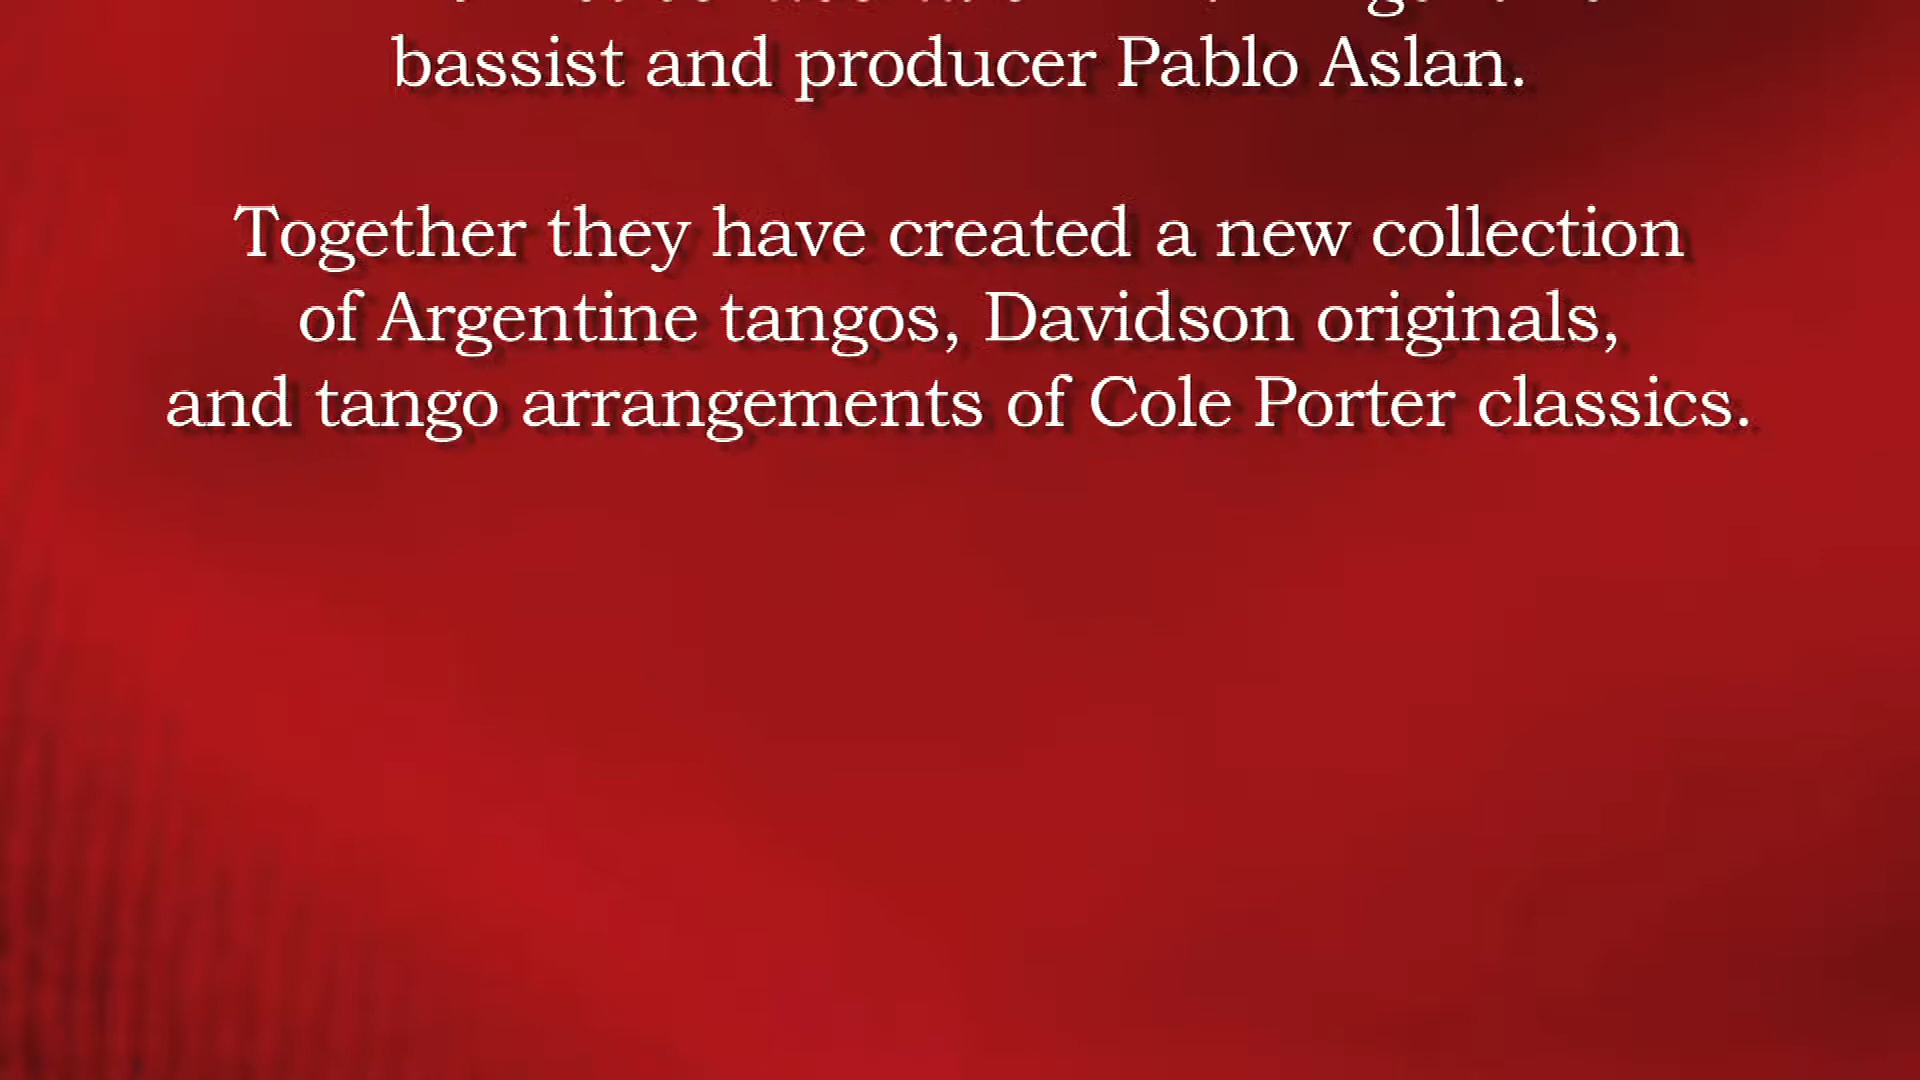 bassist and producer Pablo Aslan.
Together they have created a new collection
of Argentine tangos, Davidson originals,
and tango arrangements of Cole Porter classics.